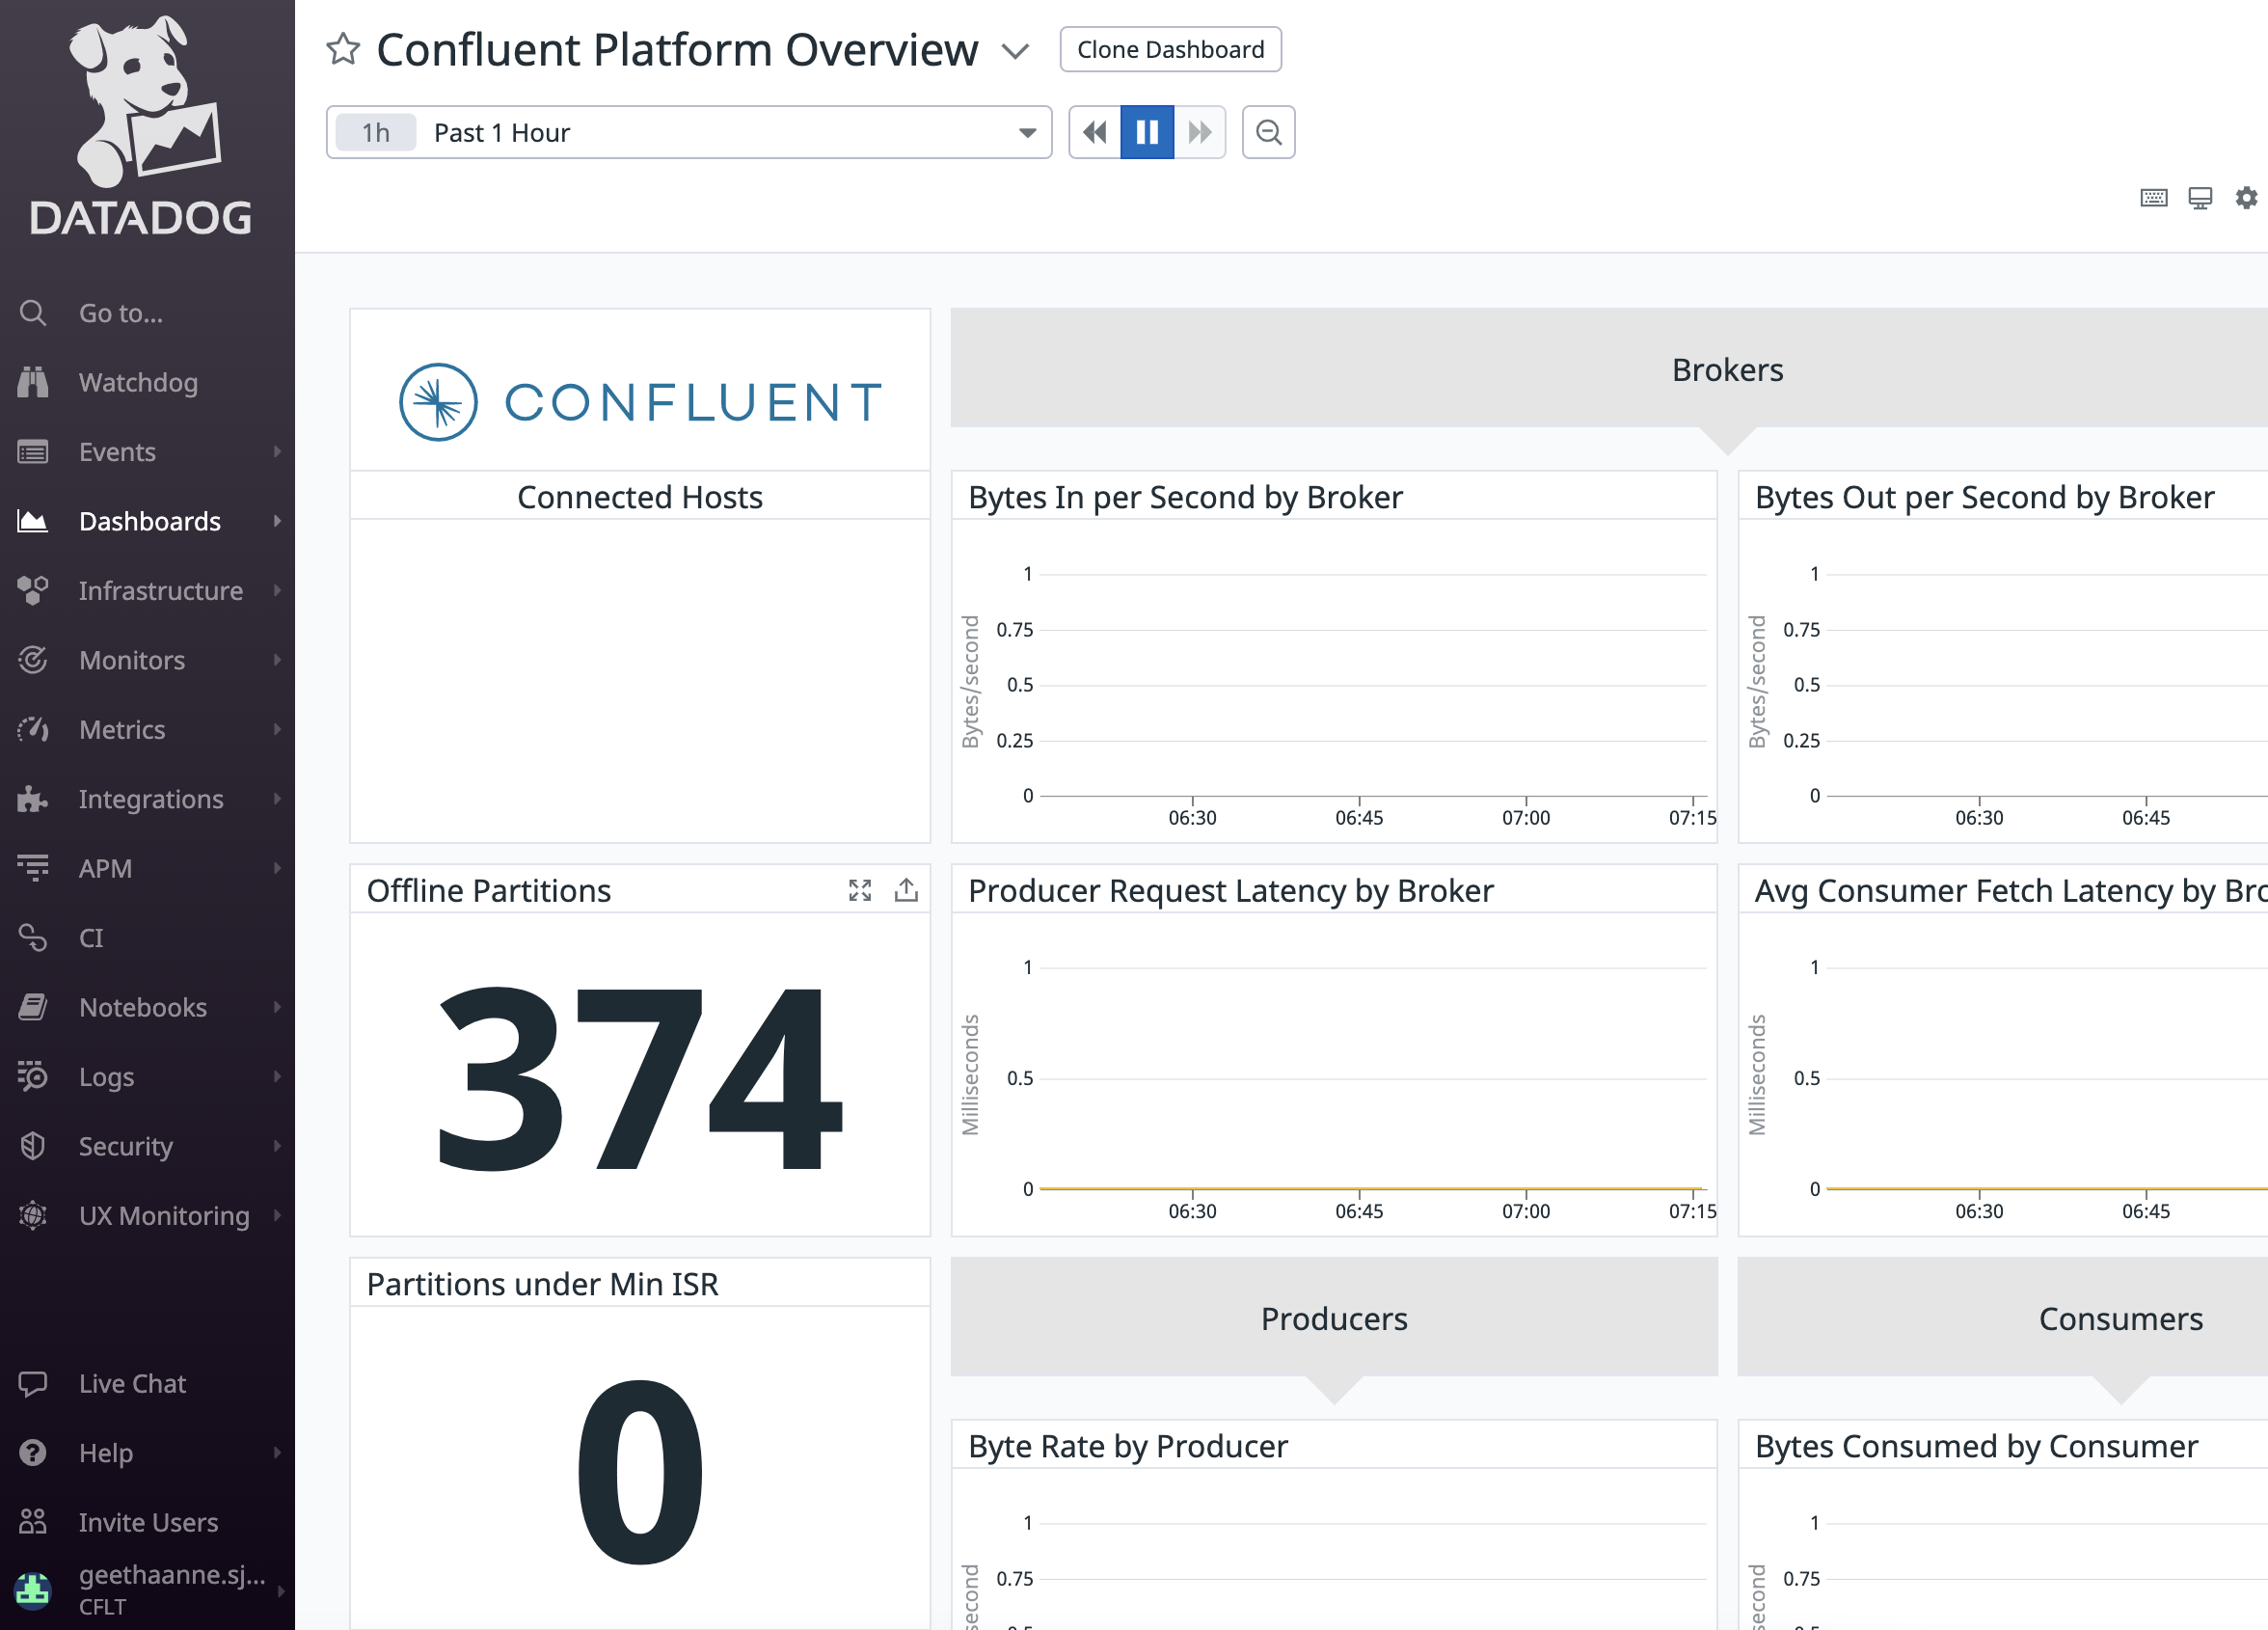 DATADOG
Go to...
Watchdog
Events
Dashboards
Infrastructure
Monitors
Metrics
Integrations
APM
CI
Notebooks
Logs
Security
UX Monitoring
Live Chat
Help
Invite Users
geethaanne.sj...
CFLT
Confluent Platform Overview
Clone Dashboard
1h Past 1 Hour
CONFLUENT
Connected Hosts
Brokers
Bytes In per Second by Broker
Bytes/second
1
0.75
0.5
0.25
0
06:30 06:45 07:00 07:15
Bytes Out per Second by Broker
Bytes/second
1
0.75
0.5
0.25
0
06:30 06:45
Offline Partitions
374
Producer Request Latency by Broker
Milliseconds
1
0.5
0
06:30 06:45 07:00 07:15
Avg Consumer Fetch Latency by Bro
Milliseconds
1
0.5
0
06:30 06:45
Partitions under Min ISR
0
Producers
Byte Rate by Producer
second
1
0.75
Consumers
Bytes Consumed by Consumer
second
1
0.75